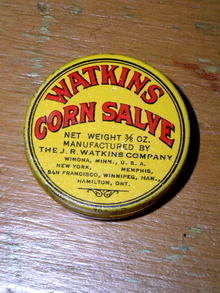 WATKINS
CORN SALVE
NET WEIGHT ⅜ OZ.
MANUFACTURED BY
THE J. R. WATKINS COMPANY
WINONA, MINN., U. S. A.
NEW YORK, MEMPHIS,
SAN FRANCISCO, WINNIPEG, MAN.,
HAMILTON, ONT.